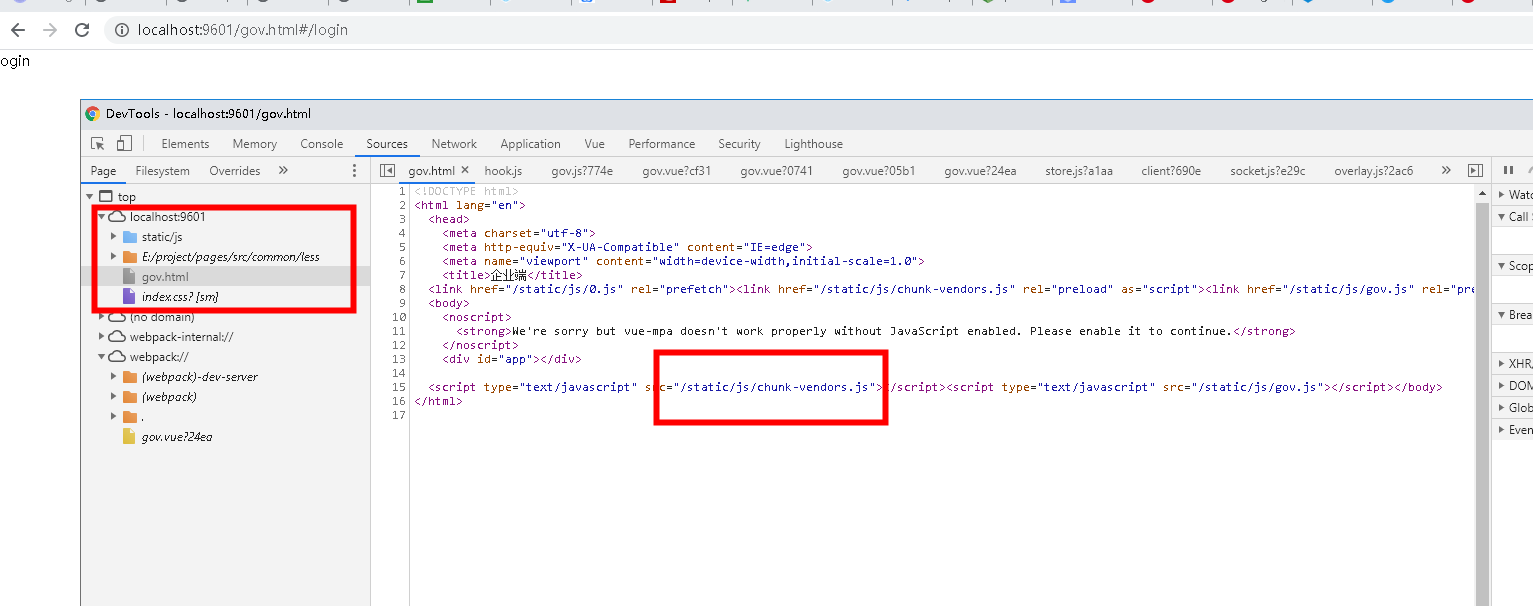 localhost:9601/gov.html#/login
ogin
DevTools - localhost:9601/gov.html
Elements Memory Console Sources Network Application Vue Performance Security Lighthouse
Page Filesystem Overrides »
gov.html × hook.js gov.js?774e gov.vue?cf31 gov.vue?0741 gov.vue?05b1 gov.vue?24ea store.js?a1aa client?690e socket.js?e29c overlay.js?2ac6 »
top
localhost:9601
static/js
E:/project/pages/src/common/less
gov.html
index.css? [sm]
(no domain)
webpack-internal://
webpack://
(webpack)-dev-server
(webpack)
.
gov.vue?24ea
1 <!DOCTYPE html>
2 <html lang="en">
3 <head>
4 <meta charset="utf-8">
5 <meta http-equiv="X-UA-Compatible" content="IE=edge">
6 <meta name="viewport" content="width=device-width,initial-scale=1.0">
7 <title>企业端</title>
8 <link href="/static/js/0.js" rel="prefetch"><link href="/static/js/chunk-vendors.js" rel="preload" as="script"><link href="/static/js/gov.js" rel="pre
9 <body>
10 <noscript>
11 <strong>We're sorry but vue-mpa doesn't work properly without JavaScript enabled. Please enable it to continue.</strong>
12 </noscript>
13 <div id="app"></div>
14
15 <script type="text/javascript" src="/static/js/chunk-vendors.js"></script><script type="text/javascript" src="/static/js/gov.js"></script></body>
16 </html>
17
Watc
Call S
Scop
Brea
XHR/
DOM
Glob
Even